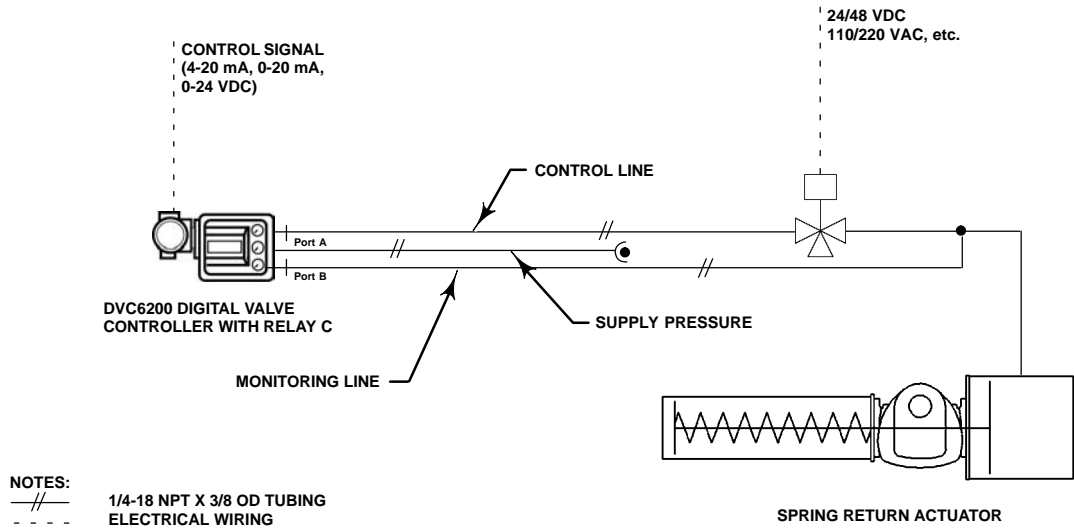 24/48 VDC
110/220 VAC, etc.
CONTROL SIGNAL
(4-20 mA, 0-20 mA,
0-24 VDC)
CONTROL LINE
Port A
Port B
DVC6200 DIGITAL VALVE
CONTROLLER WITH RELAY C
SUPPLY PRESSURE
MONITORING LINE
NOTES:
1/4-18 NPT X 3/8 OD TUBING
ELECTRICAL WIRING
SPRING RETURN ACTUATOR